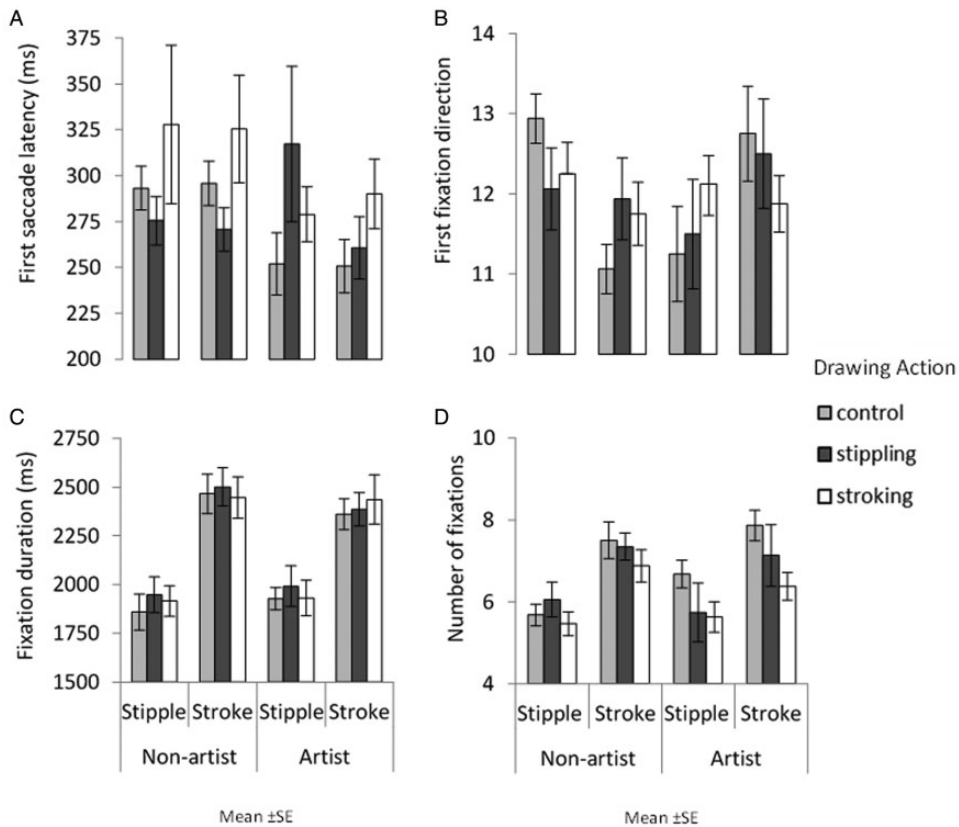 A
First saccade latency (ms)
375
350
325
300
275
250
225
200
B
First fixation direction
14
13
12
11
10
Drawing Action
control
stippling
stroking
C
Fixation duration (ms)
2750
2500
2250
2000
1750
1500
Stipple Stroke Stipple Stroke
Non-artist Artist
Mean ±SE
D
Number of fixations
10
8
6
4
Stipple Stroke Stipple Stroke
Non-artist Artist
Mean ±SE